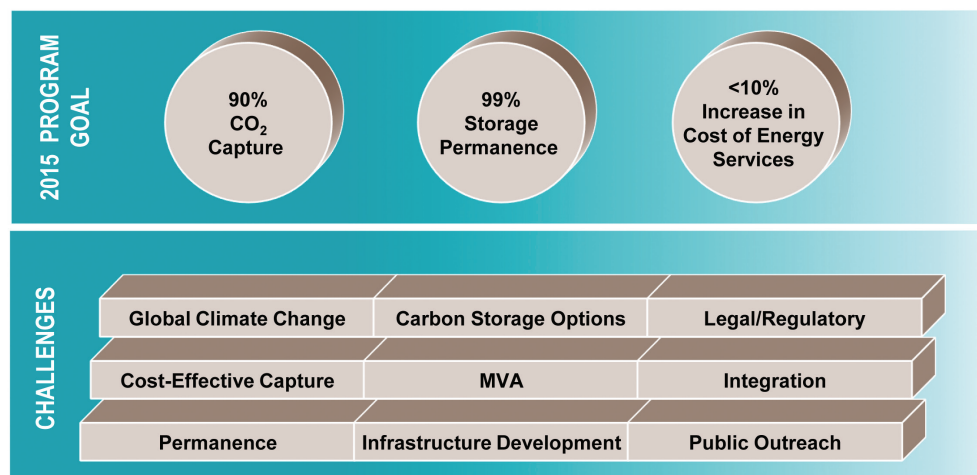 2015 PROGRAM
GOAL
90%
CO₂
Capture
99%
Storage
Permanence
<10%
Increase in
Cost of Energy
Services
CHALLENGES
Global Climate Change
Carbon Storage Options
Legal/Regulatory
Cost-Effective Capture
MVA
Integration
Permanence
Infrastructure Development
Public Outreach